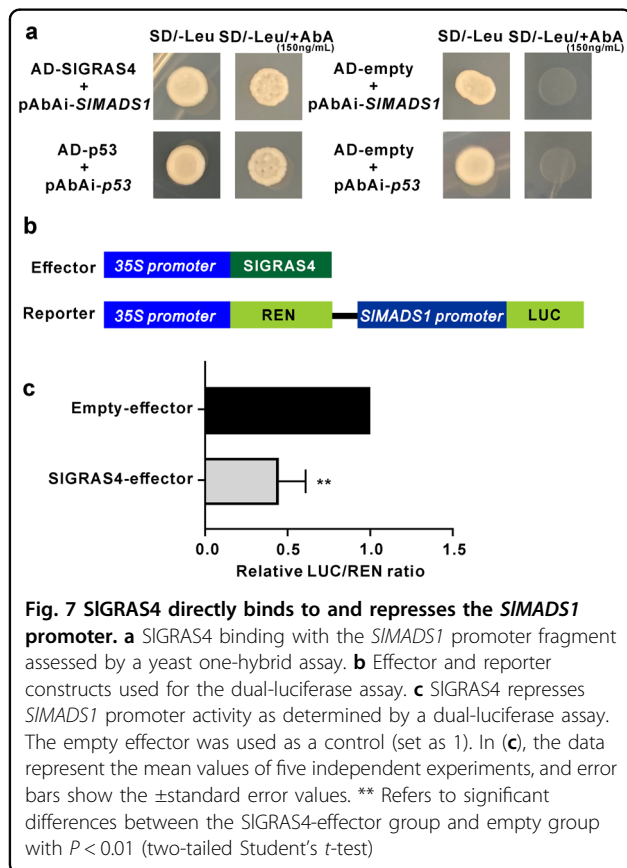 a
SD/-Leu SD/-Leu/+AbA
(150ng/mL)
AD-SlGRAS4
+
pAbAi-SlMADS1
AD-p53
+
pAbAi-p53
SD/-Leu SD/-Leu/+AbA
(150ng/mL)
AD-empty
+
pAbAi-SlMADS1
AD-empty
+
pAbAi-p53
b
Effector 35S promoter SlGRAS4
Reporter 35S promoter REN SlMADS1 promoter LUC
c
Empty-effector
SlGRAS4-effector
**
0.0 0.5 1.0 1.5
Relative LUC/REN ratio
Fig. 7 SlGRAS4 directly binds to and represses the SlMADS1
promoter. a SlGRAS4 binding with the SlMADS1 promoter fragment
assessed by a yeast one-hybrid assay. b Effector and reporter
constructs used for the dual-luciferase assay. c SlGRAS4 represses
SlMADS1 promoter activity as determined by a dual-luciferase assay.
The empty effector was used as a control (set as 1). In (c), the data
represent the mean values of five independent experiments, and error
bars show the ±standard error values. ** Refers to significant
differences between the SlGRAS4-effector group and empty group
with P < 0.01 (two-tailed Student's t-test)